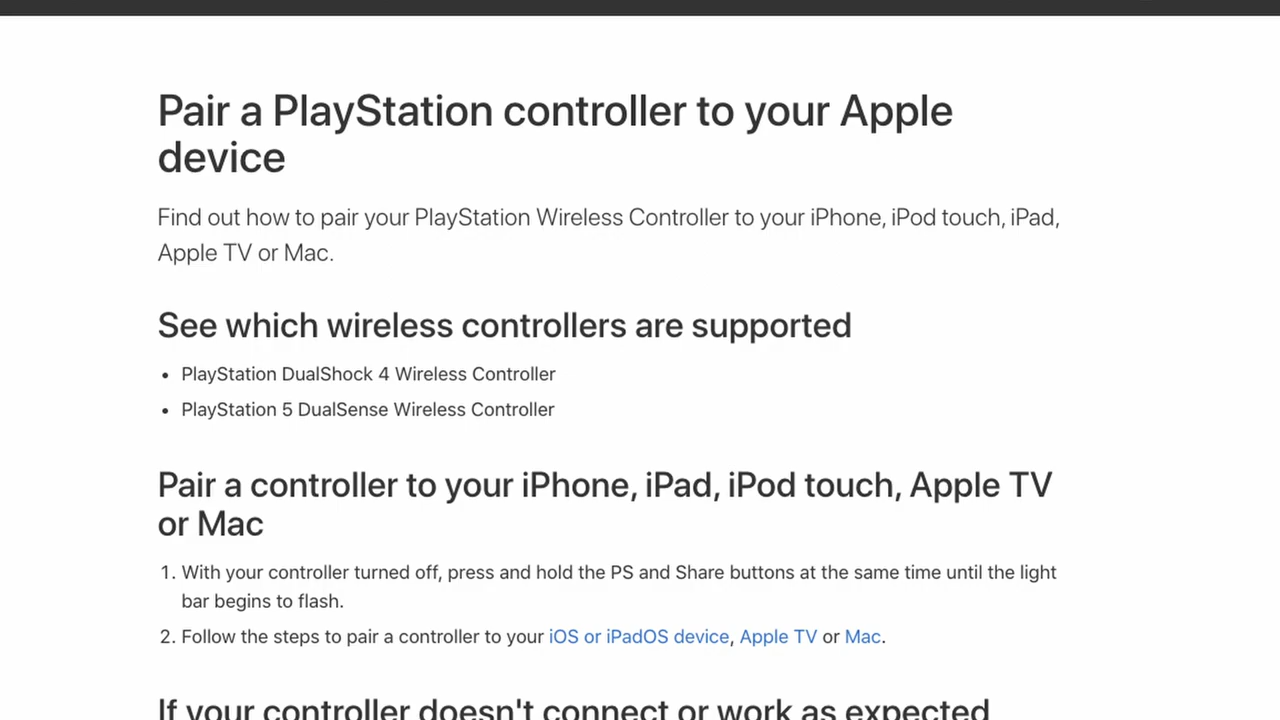 Pair a PlayStation controller to your Apple
device
Find out how to pair your PlayStation Wireless Controller to your iPhone, iPod touch, iPad,
Apple TV or Mac.
See which wireless controllers are supported
• PlayStation DualShock 4 Wireless Controller
• PlayStation 5 DualSense Wireless Controller
Pair a controller to your iPhone, iPad, iPod touch, Apple TV
or Mac
1. With your controller turned off, press and hold the PS and Share buttons at the same time until the light
bar begins to flash.
2. Follow the steps to pair a controller to your iOS or iPadOS device, Apple TV or Mac.
If your controller doesn't connect or work as expected